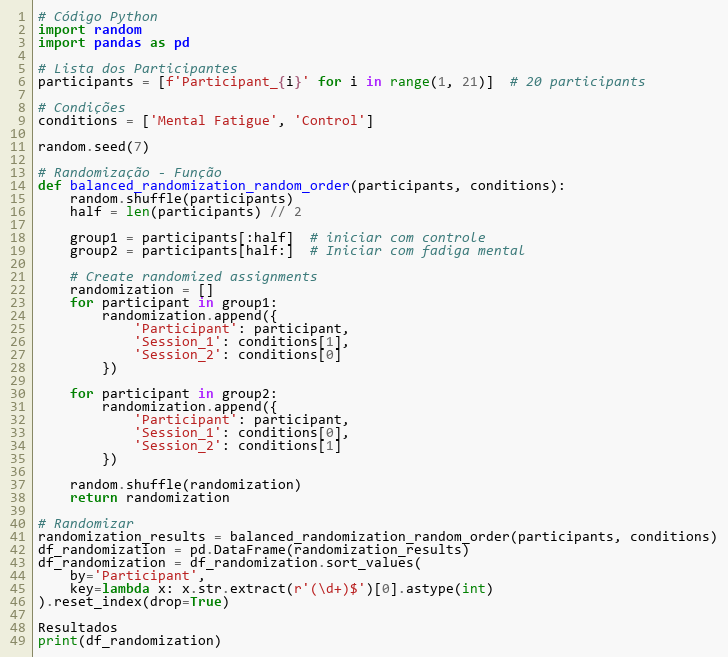 1 # Código Python
2 import random
3 import pandas as pd
4
5 # Lista dos Participantes
6 participants = [f'Participant_{i}' for i in range(1, 21)]  # 20 participants
7
8 # Condições
9 conditions = ['Mental Fatigue', 'Control']
10
11 random.seed(7)
12
13 # Randomização - Função
14 def balanced_randomization_random_order(participants, conditions):
15     random.shuffle(participants)
16     half = len(participants) // 2
17
18     group1 = participants[:half]  # iniciar com controle
19     group2 = participants[half:]  # Iniciar com fadiga mental
20
21     # Create randomized assignments
22     randomization = []
23     for participant in group1:
24         randomization.append({
25             'Participant': participant,
26             'Session_1': conditions[1],
27             'Session_2': conditions[0]
28         })
29
30     for participant in group2:
31         randomization.append({
32             'Participant': participant,
33             'Session_1': conditions[0],
34             'Session_2': conditions[1]
35         })
36
37     random.shuffle(randomization)
38     return randomization
39
40 # Randomizar
41 randomization_results = balanced_randomization_random_order(participants, conditions)
42 df_randomization = pd.DataFrame(randomization_results)
43 df_randomization = df_randomization.sort_values(
44     by='Participant',
45     key=lambda x: x.str.extract(r'(\d+)$')[0].astype(int)
46 ).reset_index(drop=True)
47
48 Resultados
49 print(df_randomization)